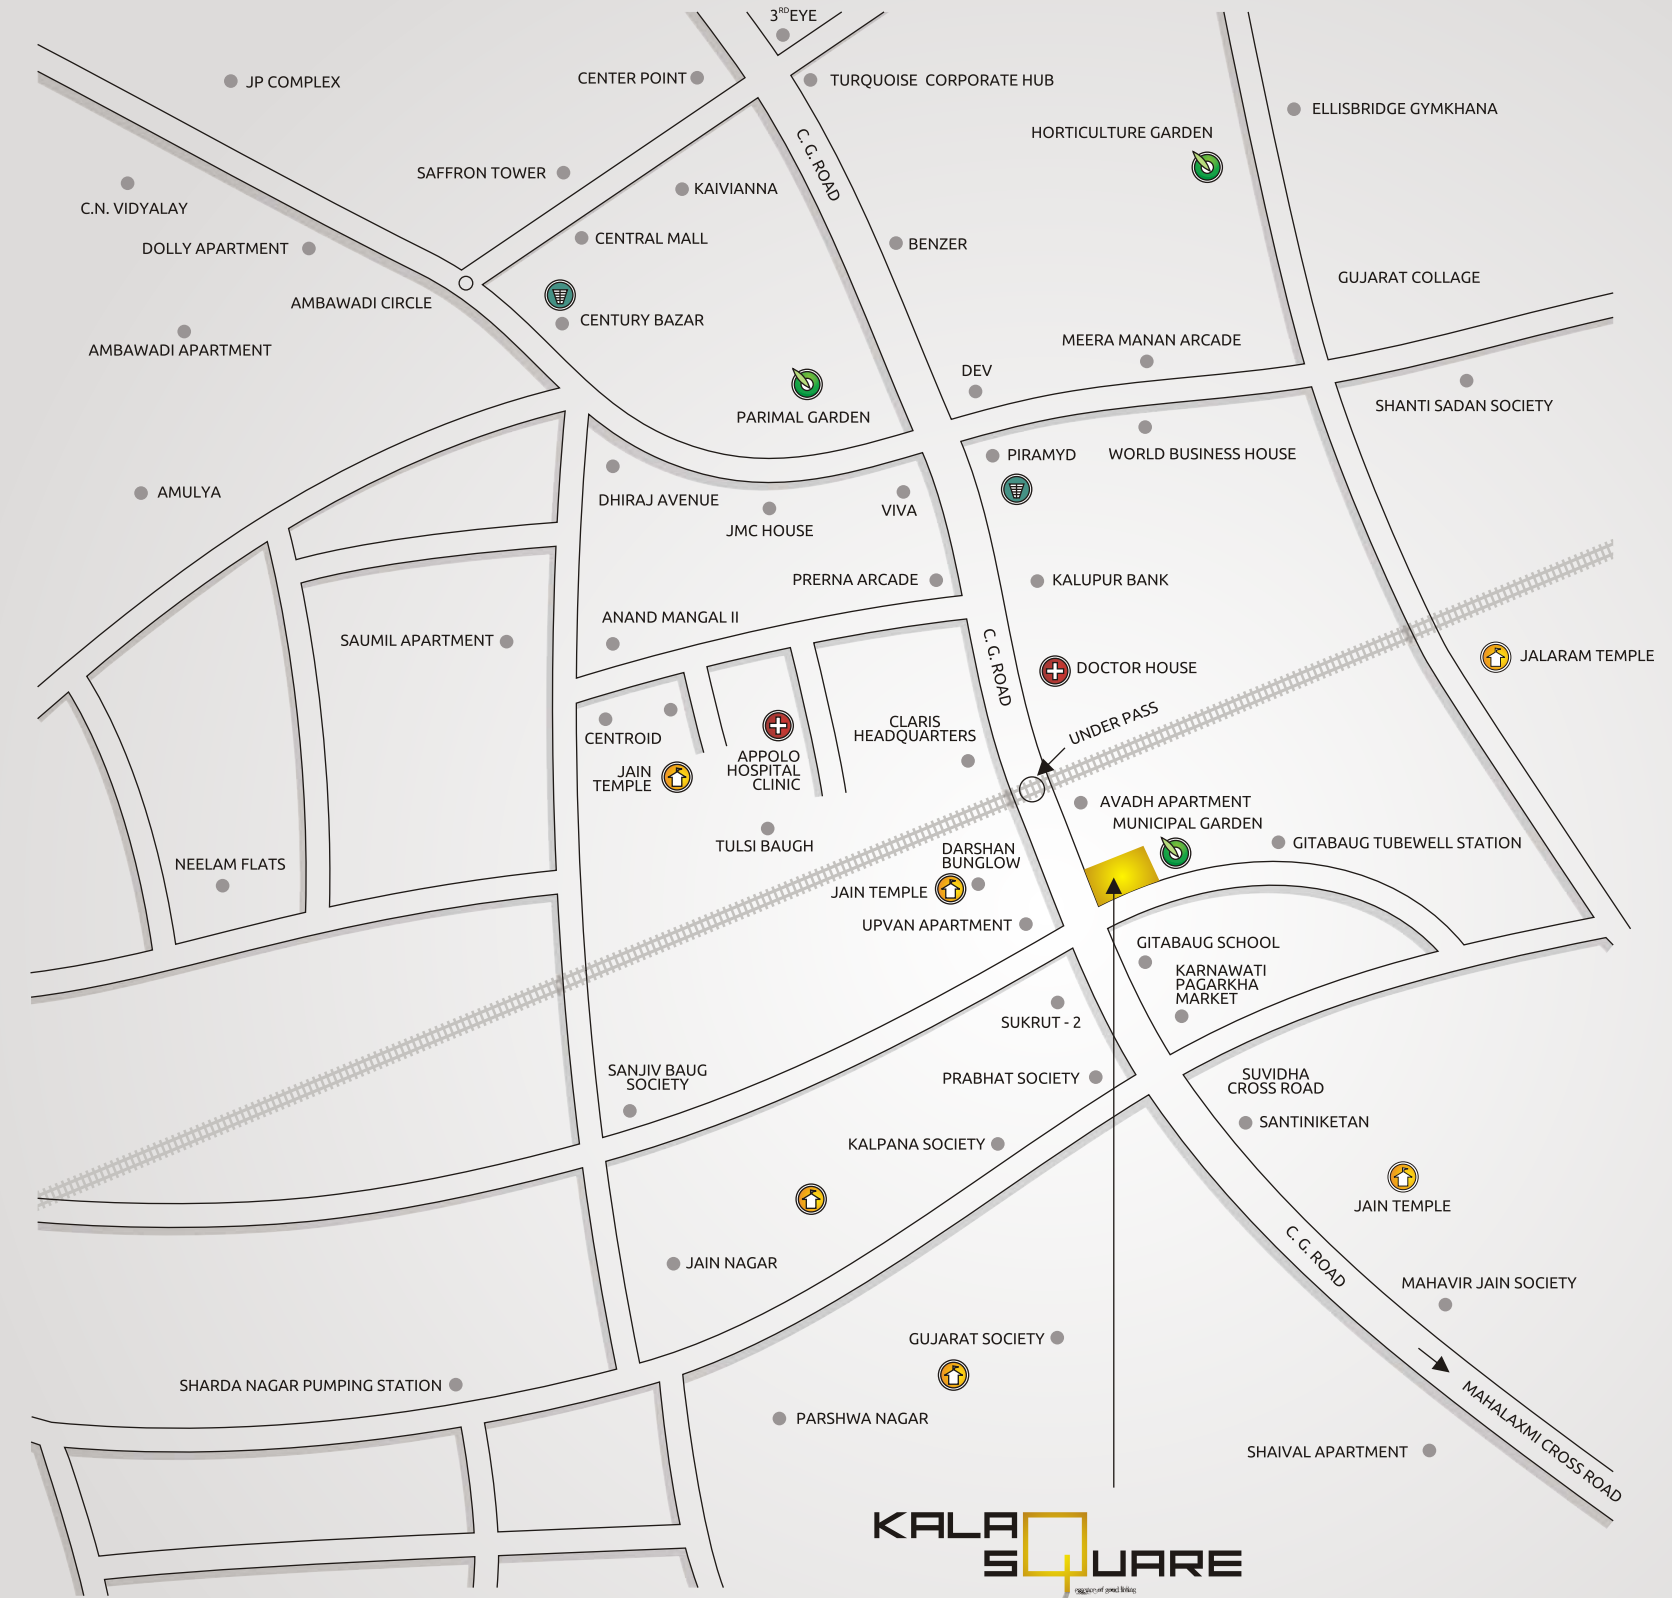 3RD EYE
JP COMPLEX
CENTER POINT
TURQUOISE CORPORATE HUB
ELLISBRIDGE GYMKHANA
HORTICULTURE GARDEN
C. G. ROAD
SAFFRON TOWER
KAIVIANNA
C.N. VIDYALAY
DOLLY APARTMENT
CENTRAL MALL
BENZER
GUJARAT COLLAGE
AMBAWADI CIRCLE
CENTURY BAZAR
AMBAWADI APARTMENT
MEERA MANAN ARCADE
DEV
SHANTI SADAN SOCIETY
PARIMAL GARDEN
PIRAMYD
WORLD BUSINESS HOUSE
AMULYA
DHIRAJ AVENUE
VIVA
JMC HOUSE
PRERNA ARCADE
KALUPUR BANK
ANAND MANGAL II
SAUMIL APARTMENT
C. G. ROAD
JALARAM TEMPLE
DOCTOR HOUSE
UNDER PASS
CLARIS
HEADQUARTERS
CENTROID
APPOLO
HOSPITAL
CLINIC
JAIN
TEMPLE
AVADH APARTMENT
MUNICIPAL GARDEN
GITABAUG TUBEWELL STATION
TULSI BAUGH
DARSHAN
BUNGLOW
NEELAM FLATS
JAIN TEMPLE
UPVAN APARTMENT
GITABAUG SCHOOL
KARNAWATI
PAGARKHA
MARKET
SUKRUT - 2
SANJIV BAUG
SOCIETY
PRABHAT SOCIETY
SUVIDHA
CROSS ROAD
SANTINIKETAN
KALPANA SOCIETY
JAIN TEMPLE
JAIN NAGAR
C. G. ROAD
MAHAVIR JAIN SOCIETY
GUJARAT SOCIETY
SHARDA NAGAR PUMPING STATION
PARSHWA NAGAR
MAHALAXMI CROSS ROAD
SHAIVAL APARTMENT
KALA
SQUARE